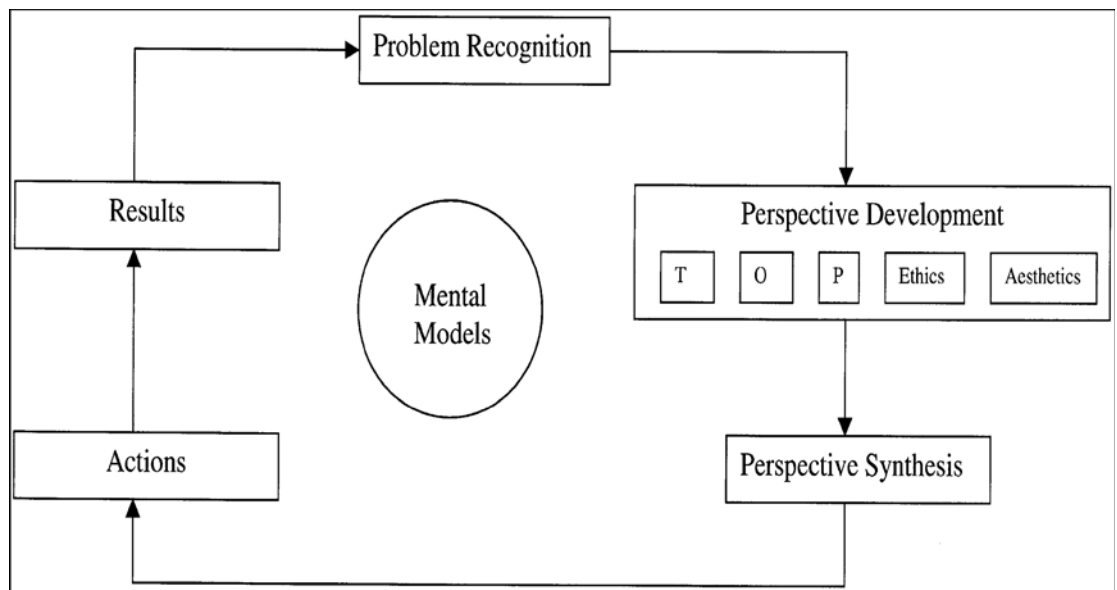 Problem Recognition
Results
Perspective Development
T O P Ethics Aesthetics
Mental
Models
Actions
Perspective Synthesis